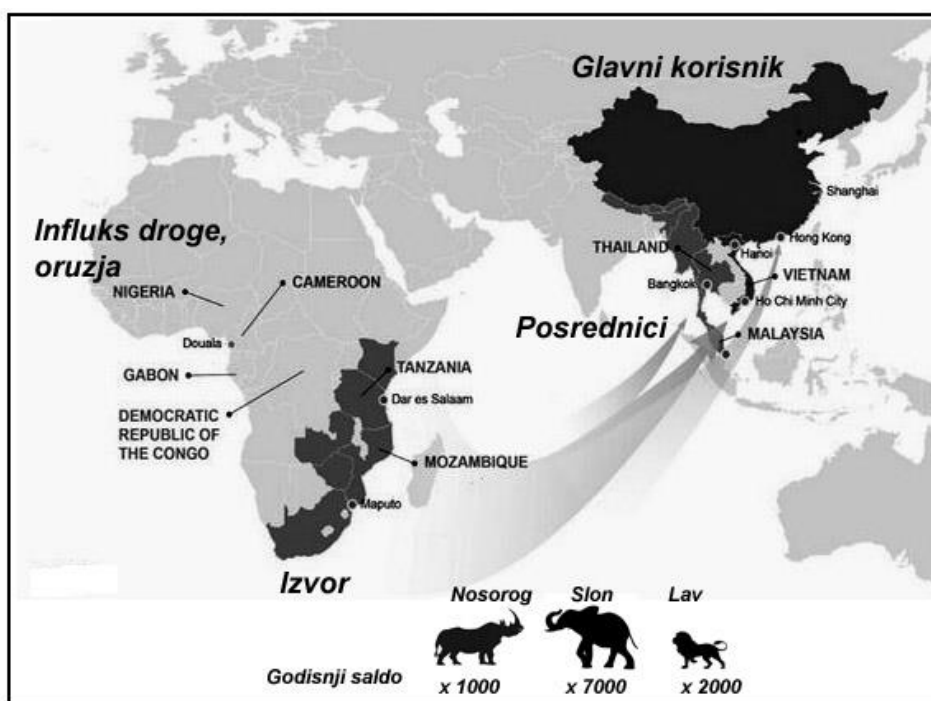 Glavni korisnik
Shanghai
Influks droge,
oruzja
Hong Kong
THAILAND
Hanoi
NIGERIA
CAMEROON
Bangkok
VIETNAM
Ho Chi Minh City
Posrednici
MALAYSIA
Douala
GABON
TANZANIA
Dar es Salaam
DEMOCRATIC
REPUBLIC OF
THE CONGO
MOZAMBIQUE
Maputo
Izvor
Nosorog Slon Lav
Godisnji saldo x 1000 x 7000 x 2000